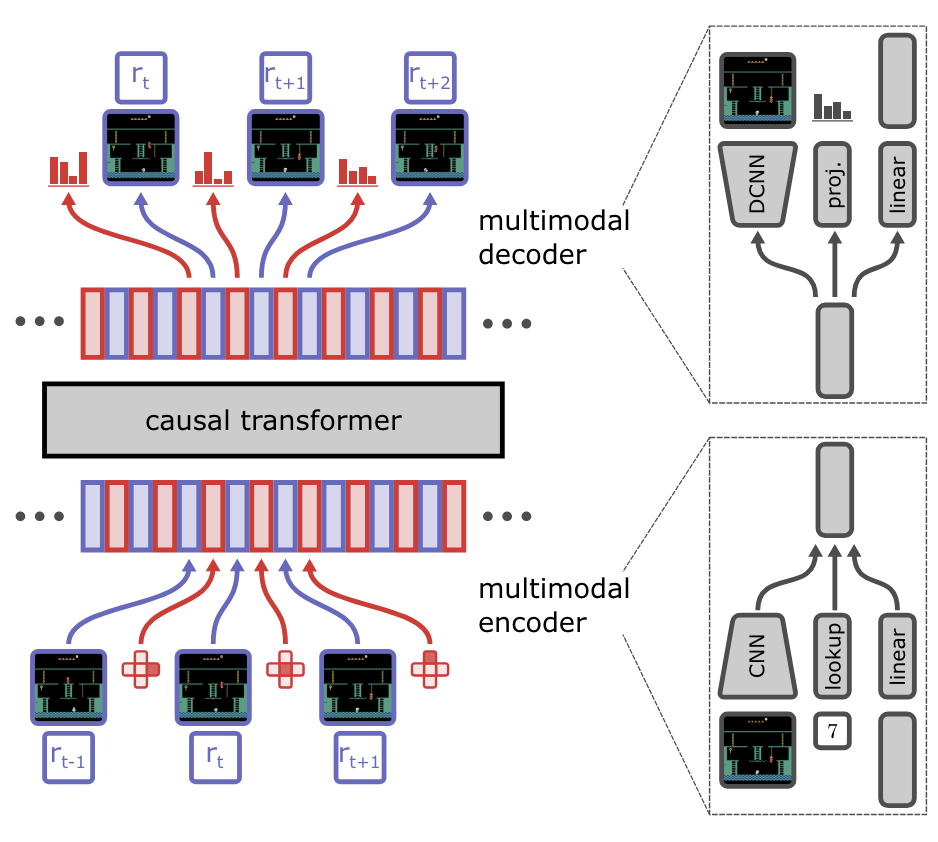 r_t r_{t+1} r_{t+2}
multimodal
decoder
DCNN proj. linear
causal transformer
multimodal
encoder
CNN lookup linear
7
r_{t-1} r_t r_{t+1}